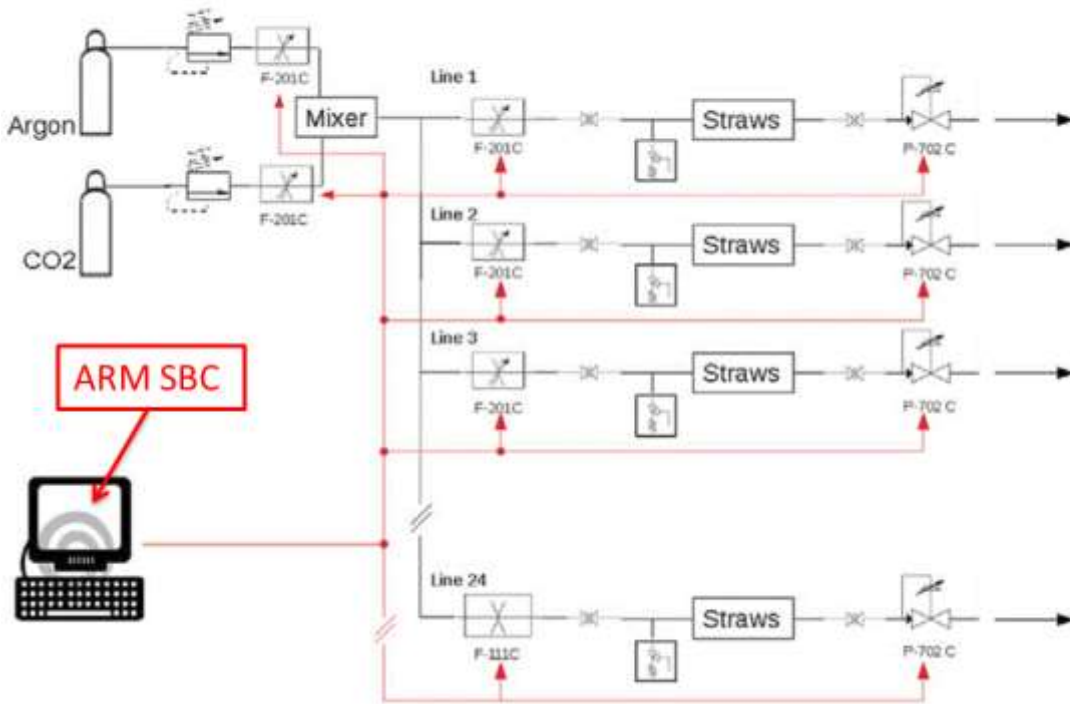 Argon
F-201C
CO2
F-201C
Mixer
Line 1
F-201C
Straws
P-702 C
Line 2
F-201C
Straws
P-702 C
Line 3
F-201C
Straws
P-702 C
Line 24
F-111C
Straws
P-702 C
ARM SBC